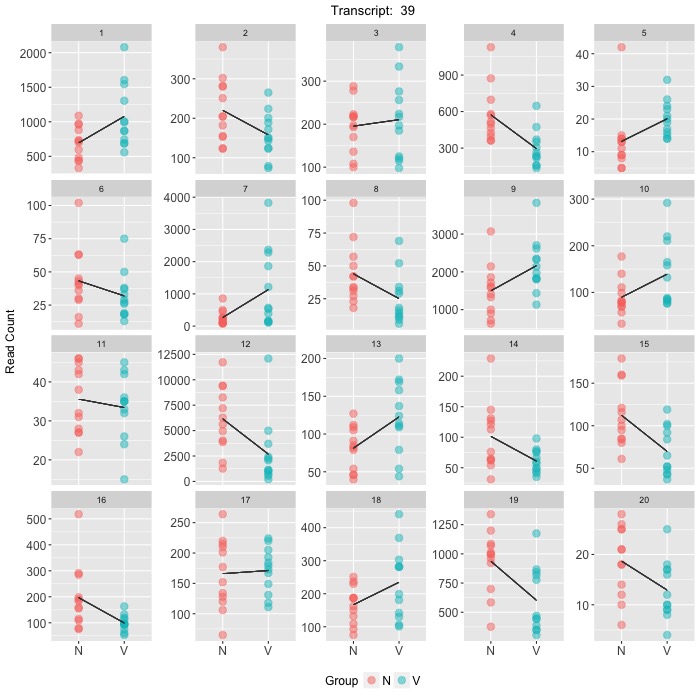 Transcript: 39
1 2 3 4 5
2000 1500 1000 500
300 200 100
300 200 100
900 600 300
40 30 20 10
6 7 8 9 10
100 75 50 25
4000 3000 2000 1000 0
100 75 50 25
3000 2000 1000
300 200 100
Read Count
11 12 13 14 15
40 30 20
12500 10000 7500 5000 2500 0
200 150 100 50
200 150 100 50
150 100 50
16 17 18 19 20
500 400 300 200 100
250 200 150 100
400 300 200 100
1250 1000 750 500
20 10
N V N V N V N V N V
Group N V